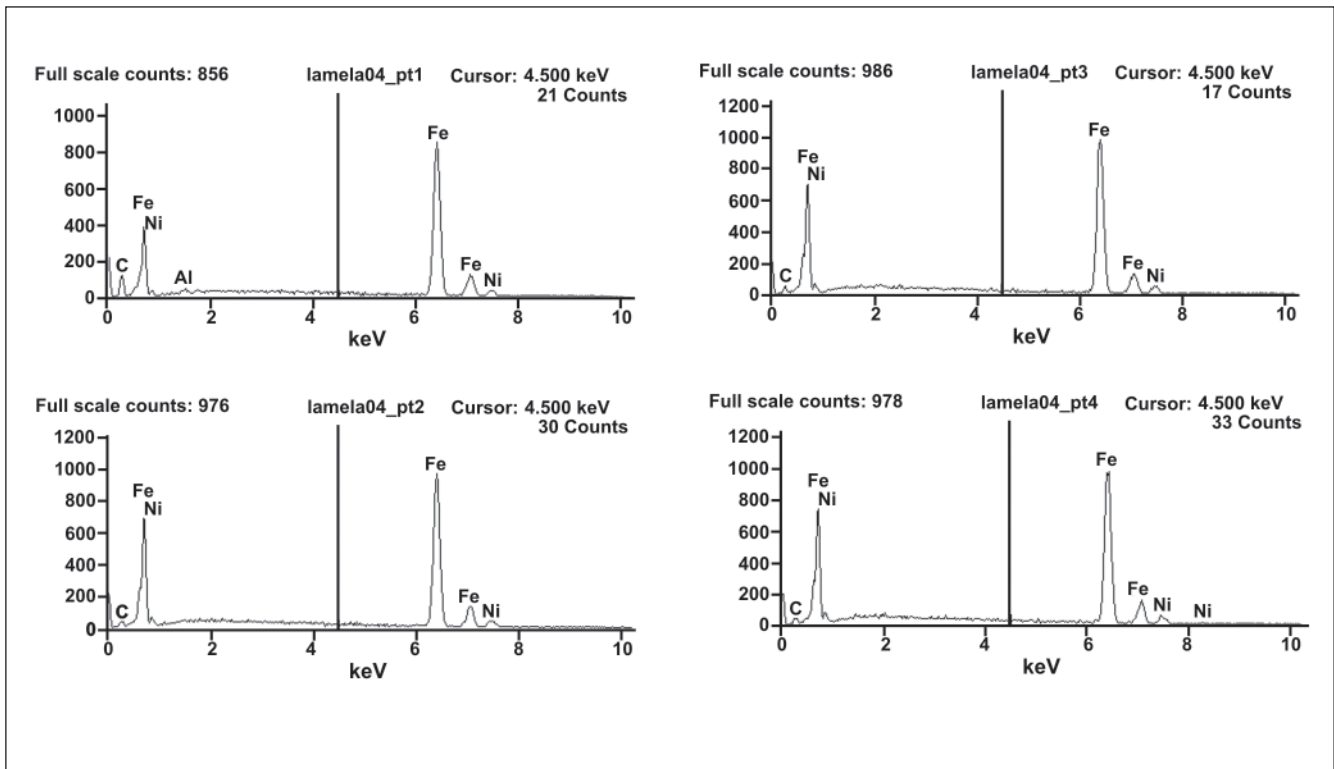 Full scale counts: 856 lamela04_pt1 Cursor: 4.500 keV
21 Counts
1000
800
600
400
200
0
Fe
Ni
C
Al
Fe
Fe
Ni
0 2 4 6 8 10
keV
Full scale counts: 986 lamela04_pt3 Cursor: 4.500 keV
17 Counts
1200
1000
800
600
400
200
0
Fe
Ni
C
Fe
Fe
Ni
0 2 4 6 8 10
keV
Full scale counts: 976 lamela04_pt2 Cursor: 4.500 keV
30 Counts
1200
1000
800
600
400
200
0
Fe
Ni
C
Fe
Fe
Ni
0 2 4 6 8 10
keV
Full scale counts: 978 lamela04_pt4 Cursor: 4.500 keV
33 Counts
1200
1000
800
600
400
200
0
Fe
Ni
C
Fe
Fe
Ni
Ni
0 2 4 6 8 10
keV